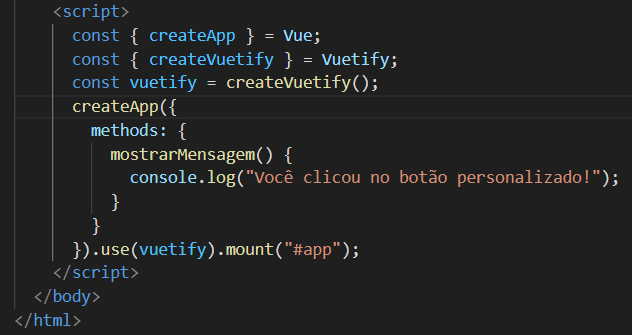 <script>
const { createApp } = Vue;
const { createVuetify } = Vuetify;
const vuetify = createVuetify();
createApp({
methods: {
mostrarMensagem() {
console.log("Você clicou no botão personalizado!");
}
}
}).use(vuetify).mount("#app");
</script>
</body>
</html>